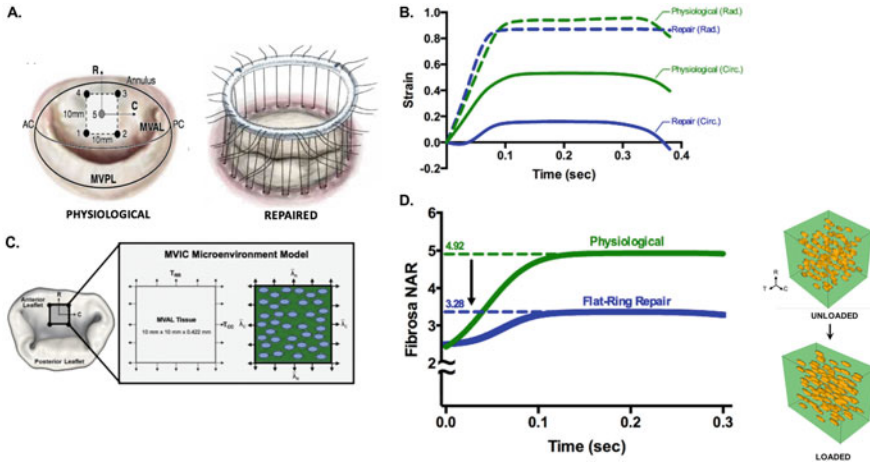 A.
R
Annulus
4
3
C
10mm
5
MVAL
AC
PC
1
2
10mm
MVPL
PHYSIOLOGICAL
REPAIRED
B.
Strain
1.0
0.8
0.6
0.4
0.2
0.0
-0.2
0.1
0.2
0.3
0.4
Time (sec)
Physiological (Rad.)
Repair (Rad.)
Physiological (Circ.)
Repair (Circ.)
C.
Anterior
Leaflet
R
C
Posterior Leaflet
MVIC Microenvironment Model
MVAL Tissue
10 mm x 10 mm x 0.422 mm
D.
Fibrosa NAR
6
5
4
3
2
4.92
3.28
Physiological
Flat-Ring Repair
0.0
0.1
0.2
0.3
Time (sec)
R
T
C
UNLOADED
LOADED